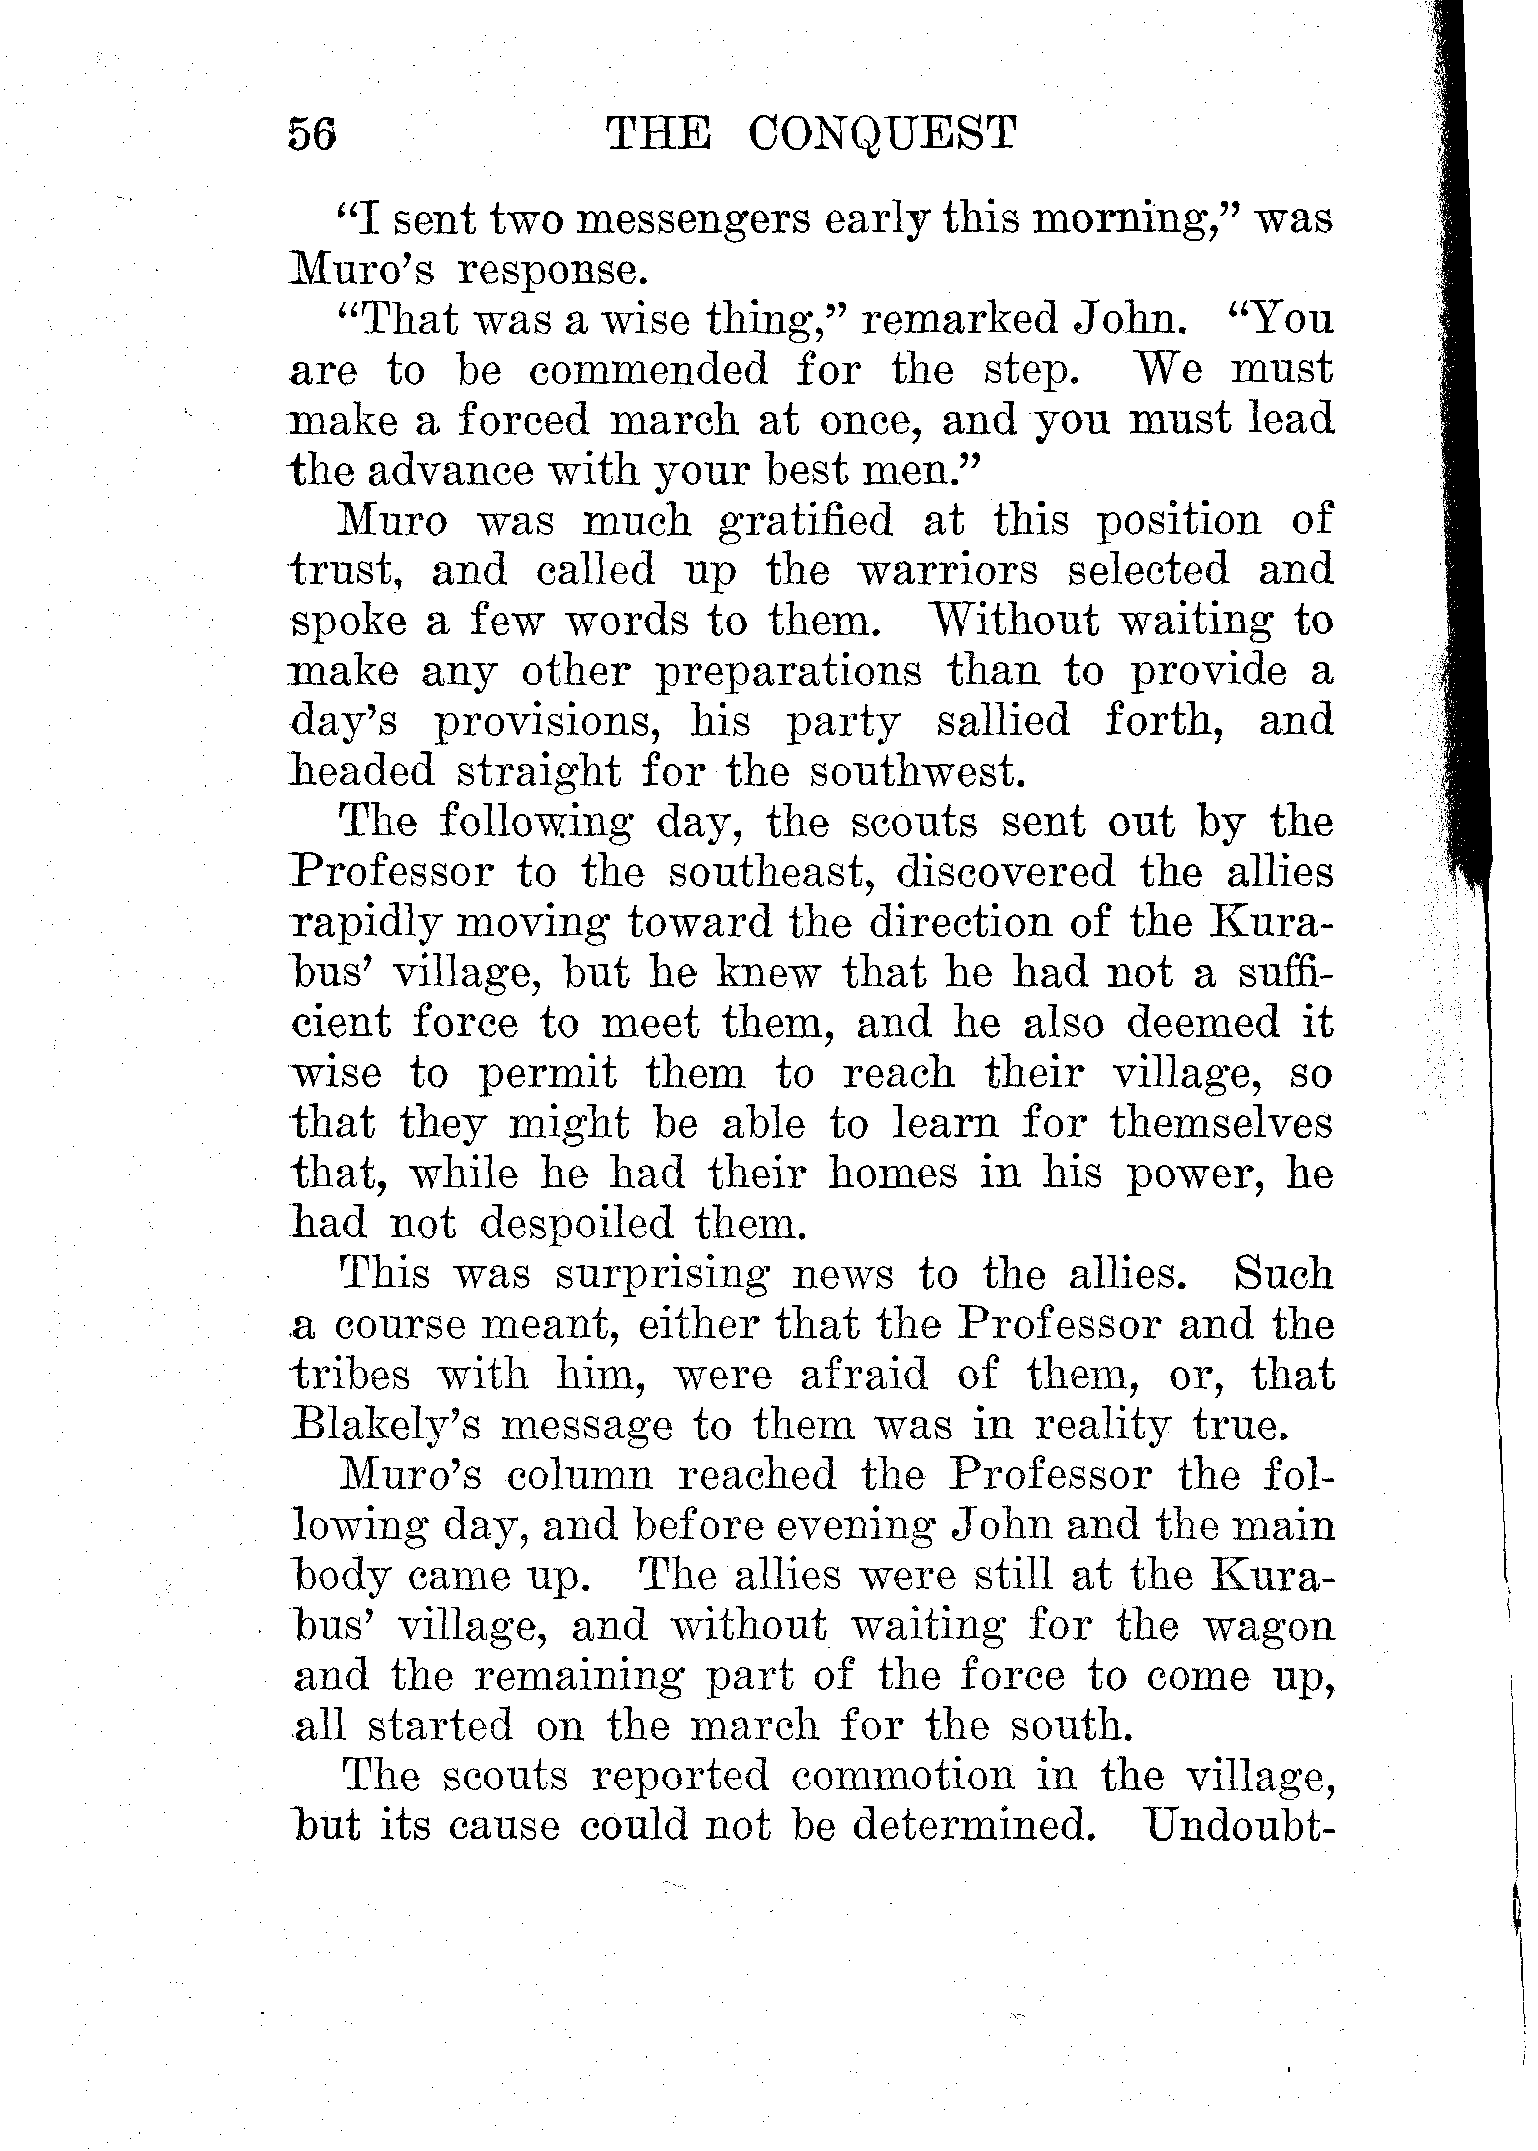 56 THE CONQUEST
“I sent two messengers early this morning,” was
Muro’s response.
“That was a wise thing,” remarked John. “You
are to be commended for the step. We must
make a forced march at once, and you must lead
the advance with your best men.”
Muro was much gratified at this position of
trust, and called up the warriors selected and
spoke a few words to them. Without waiting to
make any other preparations than to provide a
day’s provisions, his party sallied forth, and
headed straight for the southwest.
The following day, the scouts sent out by the
Professor to the southeast, discovered the allies
rapidly moving toward the direction of the Kura-
bus’ village, but he knew that he had not a suffi-
cient force to meet them, and he also deemed it
wise to permit them to reach their village, so
that they might be able to learn for themselves
that, while he had their homes in his power, he
had not despoiled them.
This was surprising news to the allies. Such
a course meant, either that the Professor and the
tribes with him, were afraid of them, or, that
Blakely’s message to them was in reality true.
Muro’s column reached the Professor the fol-
lowing day, and before evening John and the main
body came up. The allies were still at the Kura-
bus’ village, and without waiting for the wagon
and the remaining part of the force to come up,
all started on the march for the south.
The scouts reported commotion in the village,
but its cause could not be determined. Undoubt-